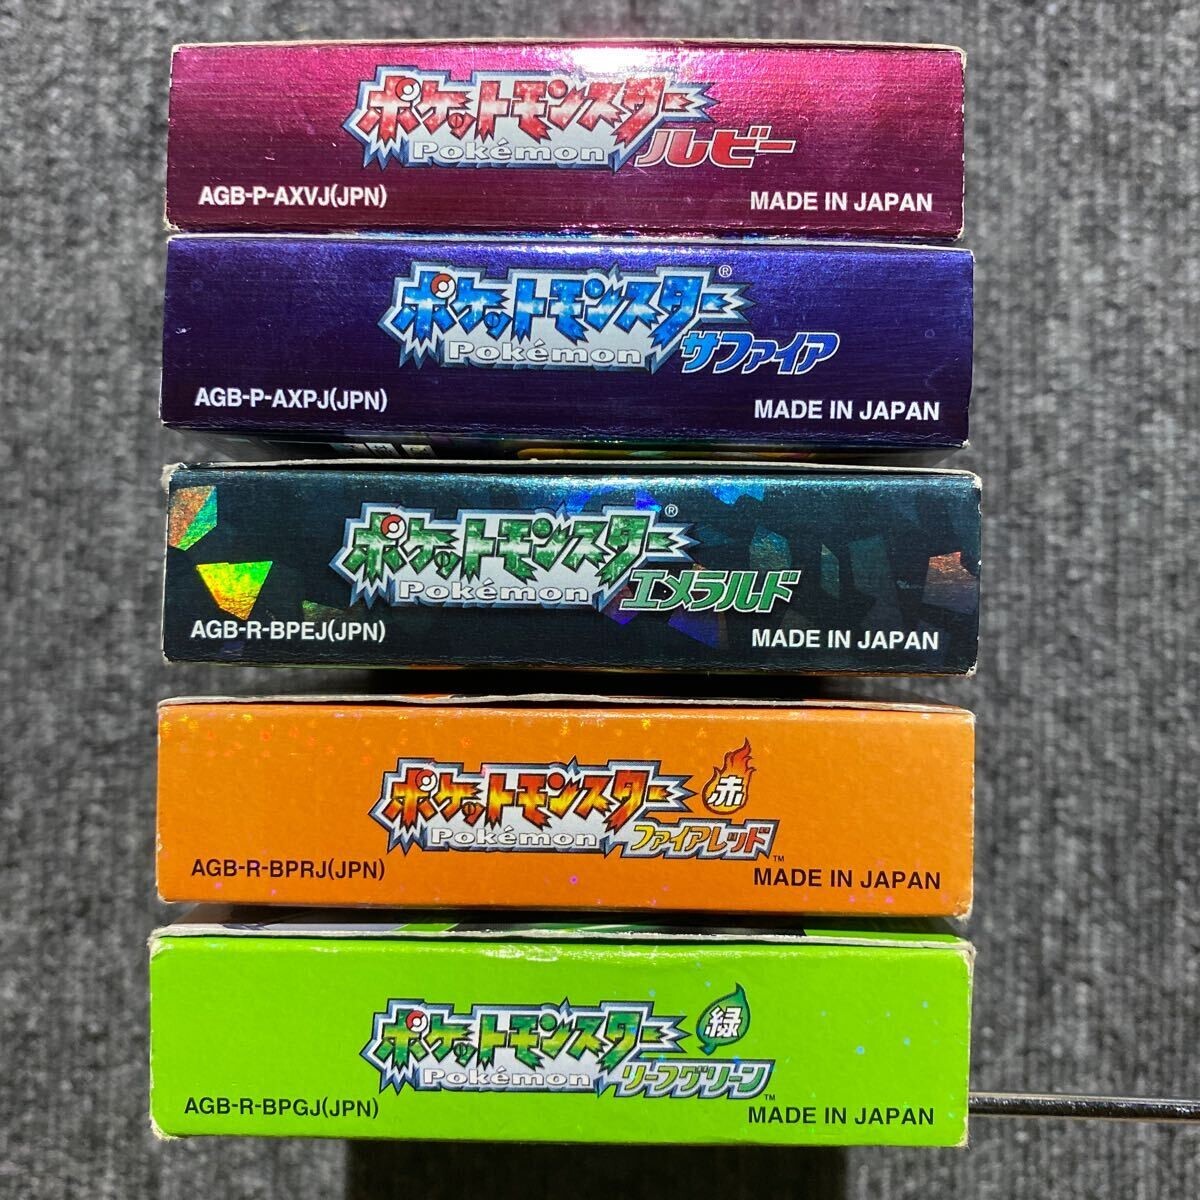 ポケットモンスター
Pokémon ルビー
AGB-P-AXVJ(JPN) MADE IN JAPAN
ポケットモンスター®
Pokémon サファイア
AGB-P-AXPJ(JPN) MADE IN JAPAN
ポケットモンスター®
Pokémon エメラルド
AGB-R-BPEJ(JPN) MADE IN JAPAN
ポケットモンスター 赤
Pokémon ファイアレッド™
AGB-R-BPRJ(JPN) MADE IN JAPAN
ポケットモンスター 緑
Pokémon リーフグリーン™
AGB-R-BPGJ(JPN) MADE IN JAPAN